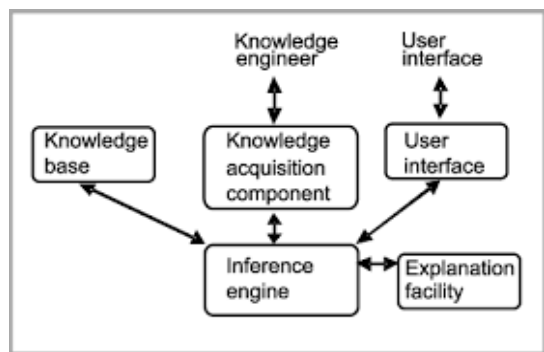 Knowledge
engineer
User
interface
Knowledge
base
Knowledge
acquisition
component
User
interface
Inference
engine
Explanation
facility